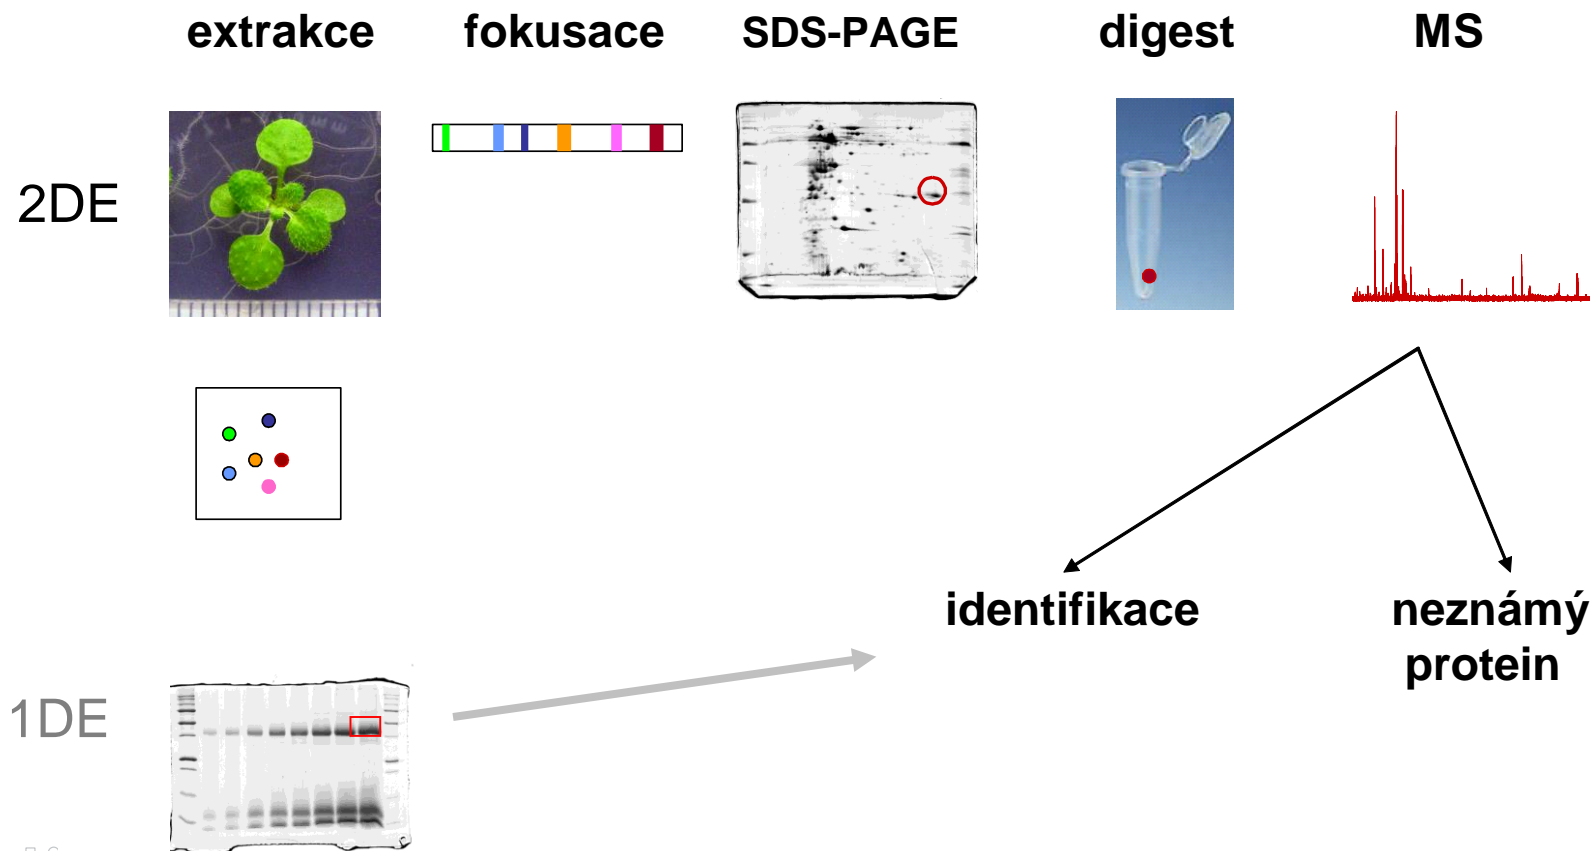 extrakce fokusace SDS-PAGE digest MS
2DE
identifikace neznámý
protein
1DE